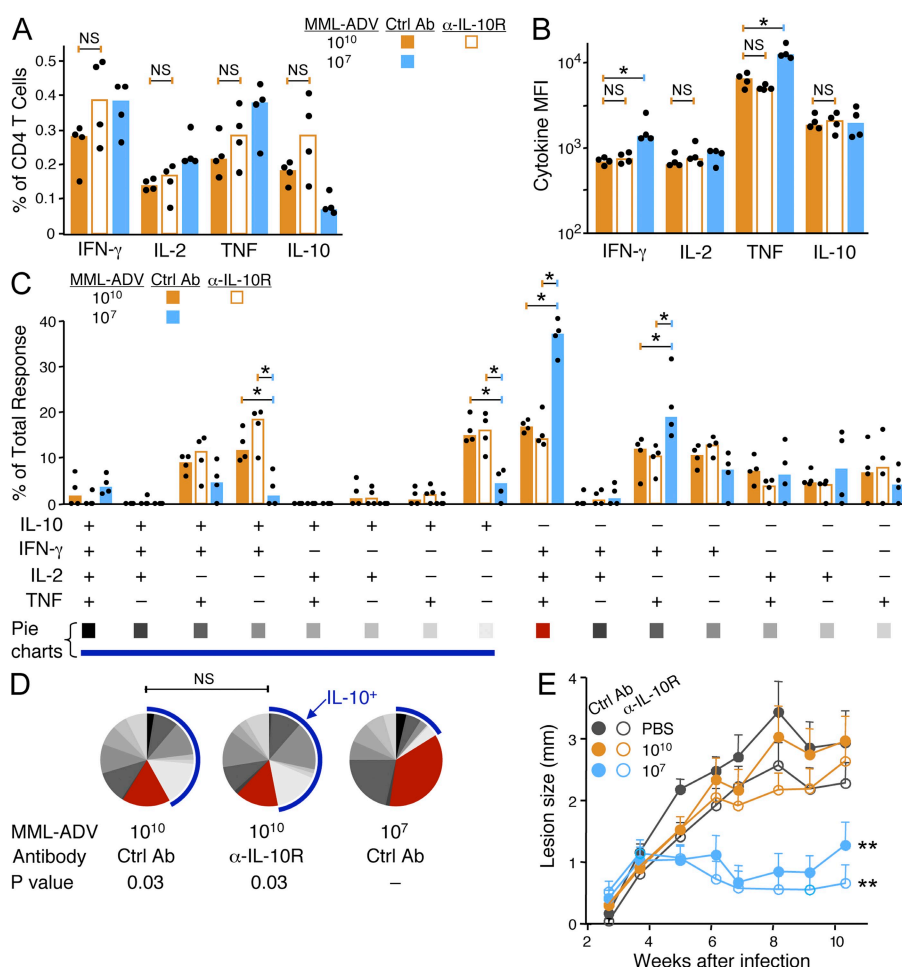 A
MML-ADV Ctrl Ab α-IL-10R
10¹⁰
10⁷
NS NS NS NS
% of CD4 T Cells
0.5
0.4
0.3
0.2
0.1
0
IFN-γ IL-2 TNF IL-10
B
* NS NS * NS NS
Cytokine MFI
10⁴
10³
10²
IFN-γ IL-2 TNF IL-10
C
MML-ADV Ctrl Ab α-IL-10R
10¹⁰
10⁷
% of Total Response
40
30
20
10
0
* * * * * * * *
IL-10 + + + + + + + + – – – – – – –
IFN-γ + + + + – – – – + + + + – – –
IL-2 + + – – + + – – + + – – + + –
TNF + – + – + – + – + – + – + – +
Pie
charts
D
NS
IL-10⁺
MML-ADV 10¹⁰ 10¹⁰ 10⁷
Antibody Ctrl Ab α-IL-10R Ctrl Ab
P value 0.03 0.03 –
E
Ctrl Ab
α-IL-10R
PBS
10¹⁰
10⁷
Lesion size (mm)
4
3
2
1
0
**
**
2 4 6 8 10
Weeks after infection